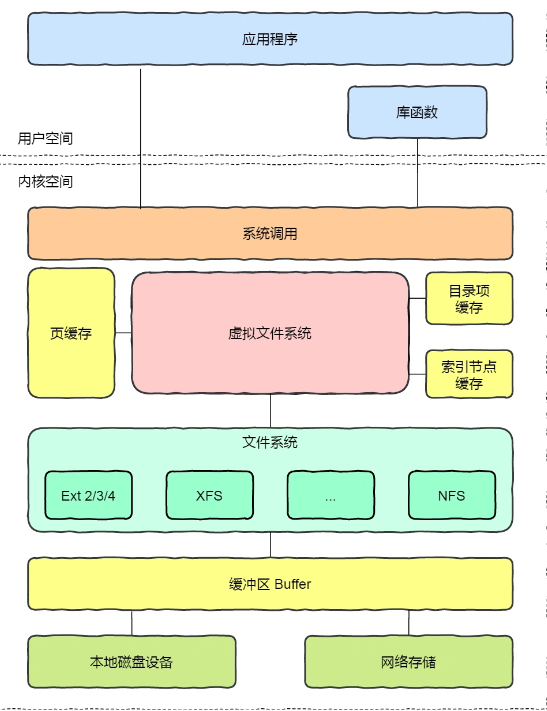 应用程序
库函数
用户空间
内核空间
系统调用
页缓存
虚拟文件系统
目录项
缓存
索引节点
缓存
文件系统
Ext 2/3/4
XFS
...
NFS
缓冲区 Buffer
本地磁盘设备
网络存储